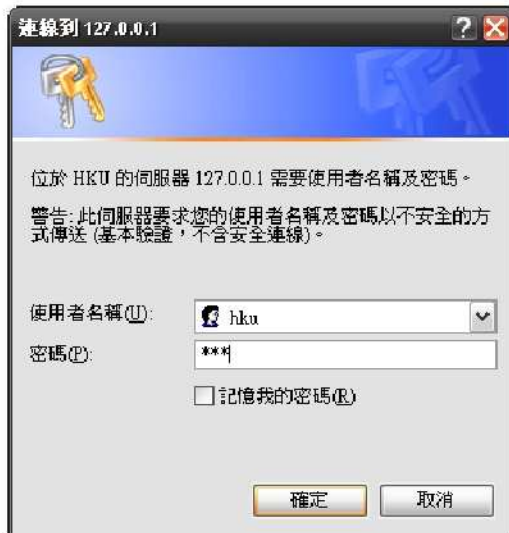 連線到 127.0.0.1
位於 HKU 的伺服器 127.0.0.1 需要使用者名稱及密碼。
警告: 此伺服器要求您的使用者名稱及密碼以不安全的方
式傳送 (基本驗證，不含安全連線)。
使用者名稱(U): hku
密碼(P): ***
記憶我的密碼(R)
確定 取消